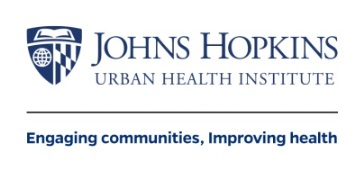 JOHNS HOPKINS
URBAN HEALTH INSTITUTE
Engaging communities, Improving health